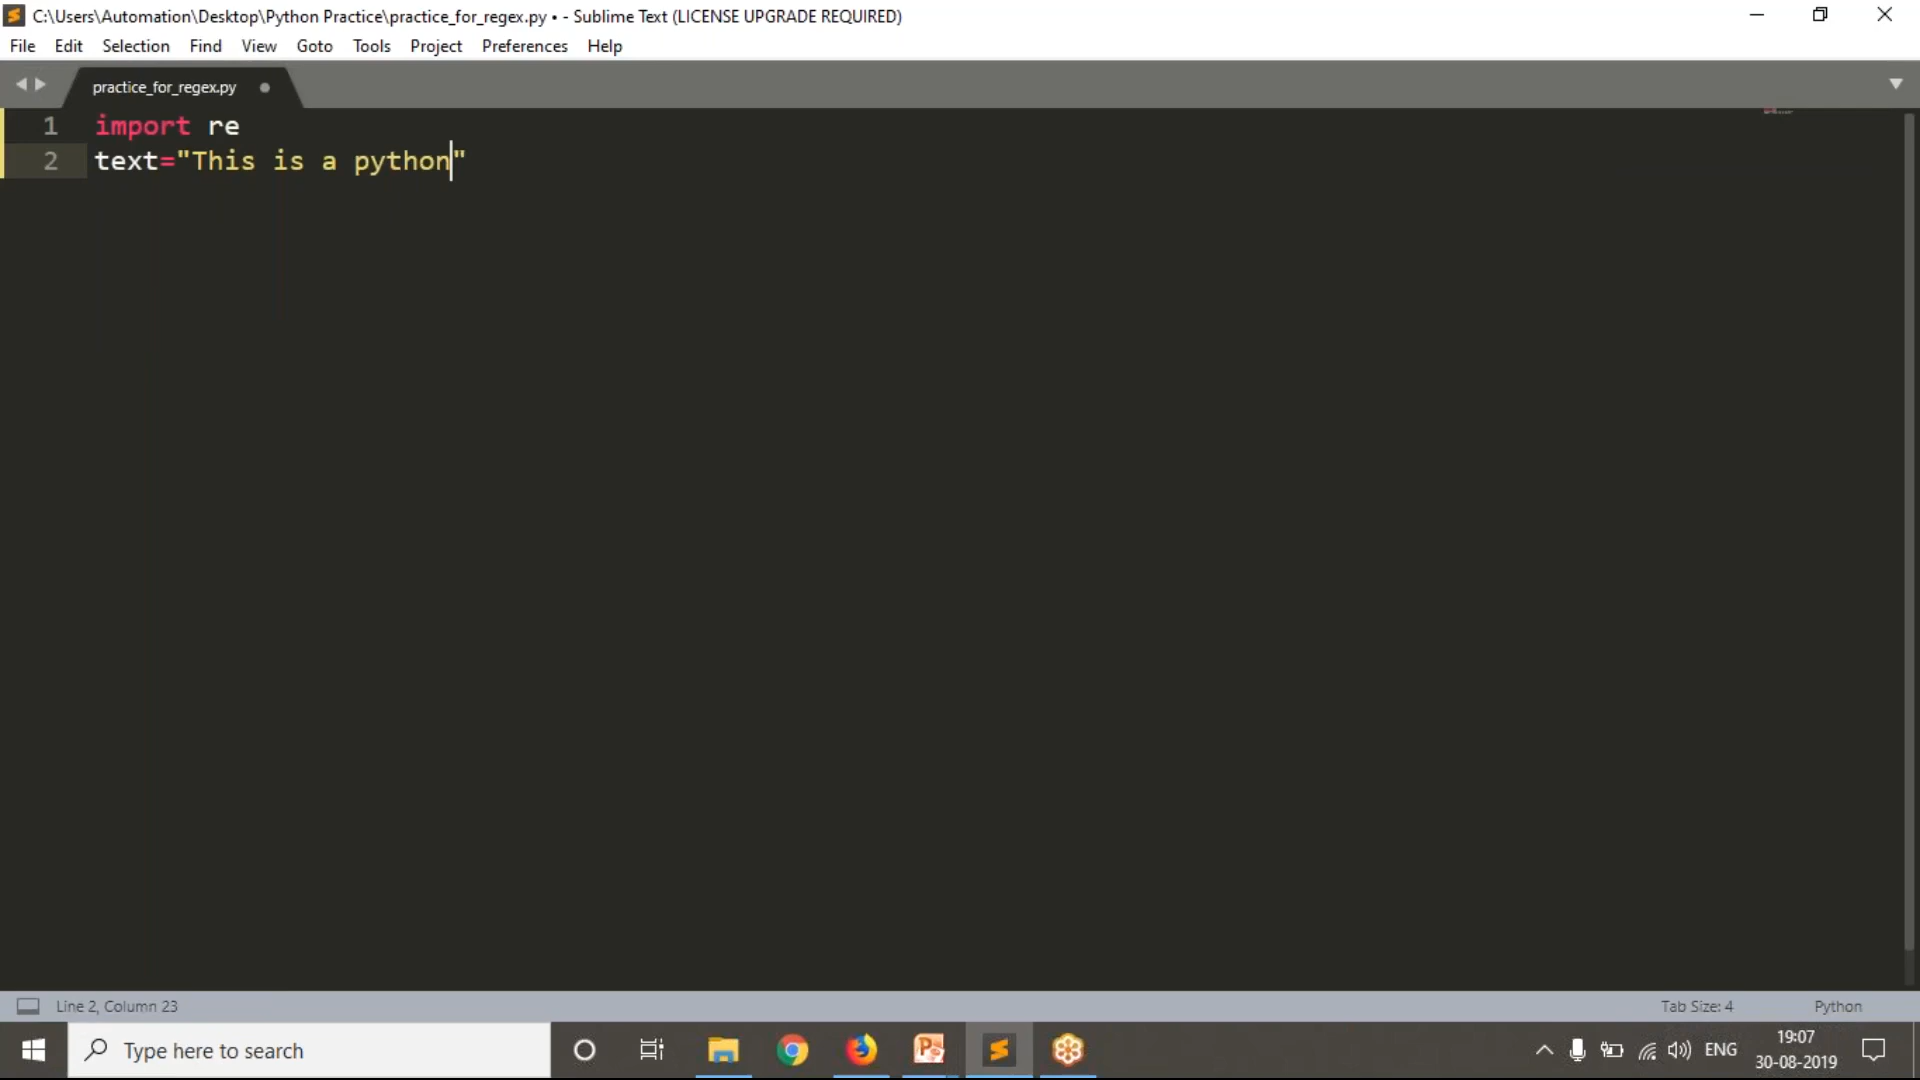 C:\Users\Automation\Desktop\Python Practice\practice_for_regex.py • - Sublime Text (LICENSE UPGRADE REQUIRED)
File Edit Selection Find View Goto Tools Project Preferences Help
practice_for_regex.py
1 import re
2 text="This is a python"
Line 2, Column 23 Tab Size: 4 Python
Type here to search
ENG
19:07
30-08-2019